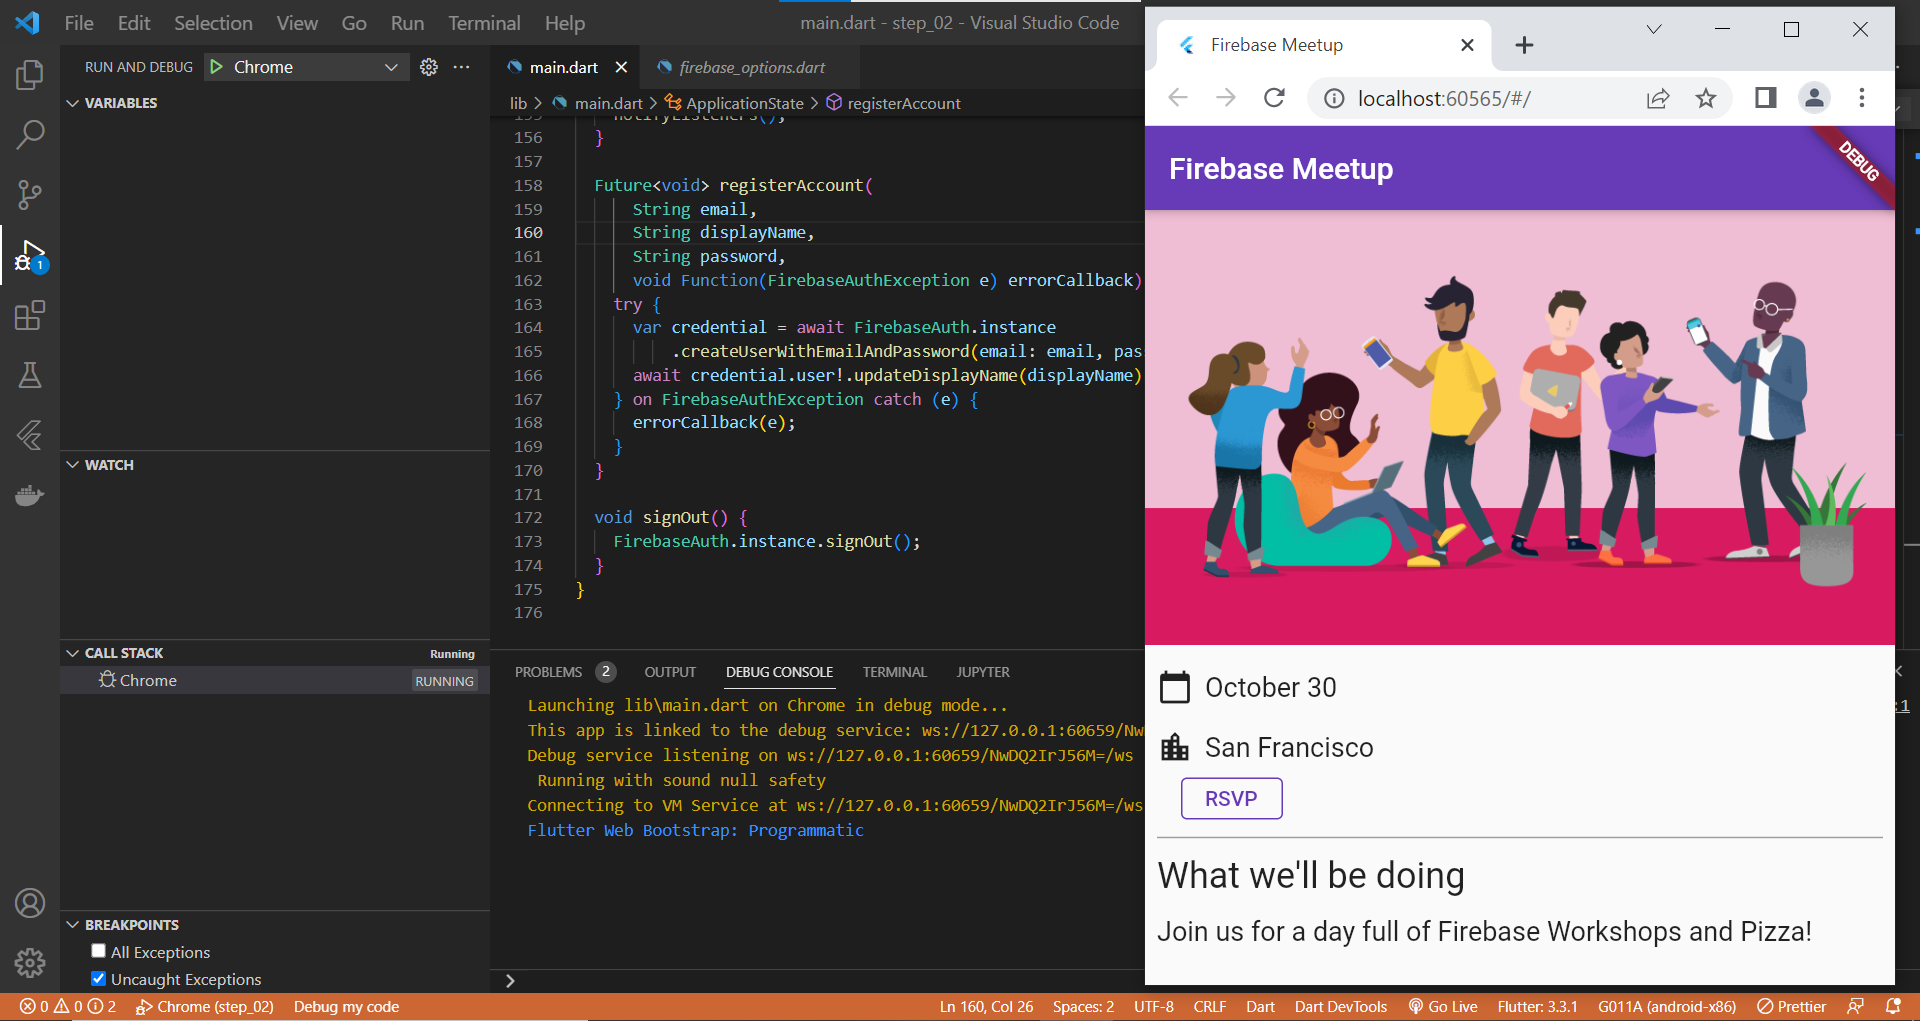 File Edit Selection View Go Run Terminal Help
main.dart - step_02 - Visual Studio Code
RUN AND DEBUG Chrome ...
VARIABLES
WATCH
CALL STACK Running
Chrome RUNNING
BREAKPOINTS
All Exceptions
Uncaught Exceptions
main.dart firebase_options.dart
lib > main.dart > ApplicationState > registerAccount
155 notifyListeners();
156 }
157
158 Future<void> registerAccount(
159 String email,
160 String displayName,
161 String password,
162 void Function(FirebaseAuthException e) errorCallback)
163 try {
164 var credential = await FirebaseAuth.instance
165 .createUserWithEmailAndPassword(email: email, pas
166 await credential.user!.updateDisplayName(displayName)
167 } on FirebaseAuthException catch (e) {
168 errorCallback(e);
169 }
170 }
171
172 void signOut() {
173 FirebaseAuth.instance.signOut();
174 }
175 }
176
PROBLEMS 2 OUTPUT DEBUG CONSOLE TERMINAL JUPYTER
Launching lib\main.dart on Chrome in debug mode...
This app is linked to the debug service: ws://127.0.0.1:60659/Nw
Debug service listening on ws://127.0.0.1:60659/NwDQ2IrJ56M=/ws
Running with sound null safety
Connecting to VM Service at ws://127.0.0.1:60659/NwDQ2IrJ56M=/ws
Flutter Web Bootstrap: Programmatic
>
:1
Firebase Meetup
localhost:60565/#/
Firebase Meetup
DEBUG
October 30
San Francisco
RSVP
What we'll be doing
Join us for a day full of Firebase Workshops and Pizza!
1
0 0 2 Chrome (step_02) Debug my code Ln 160, Col 26 Spaces: 2 UTF-8 CRLF Dart Dart DevTools Go Live Flutter: 3.3.1 G011A (android-x86) Prettier